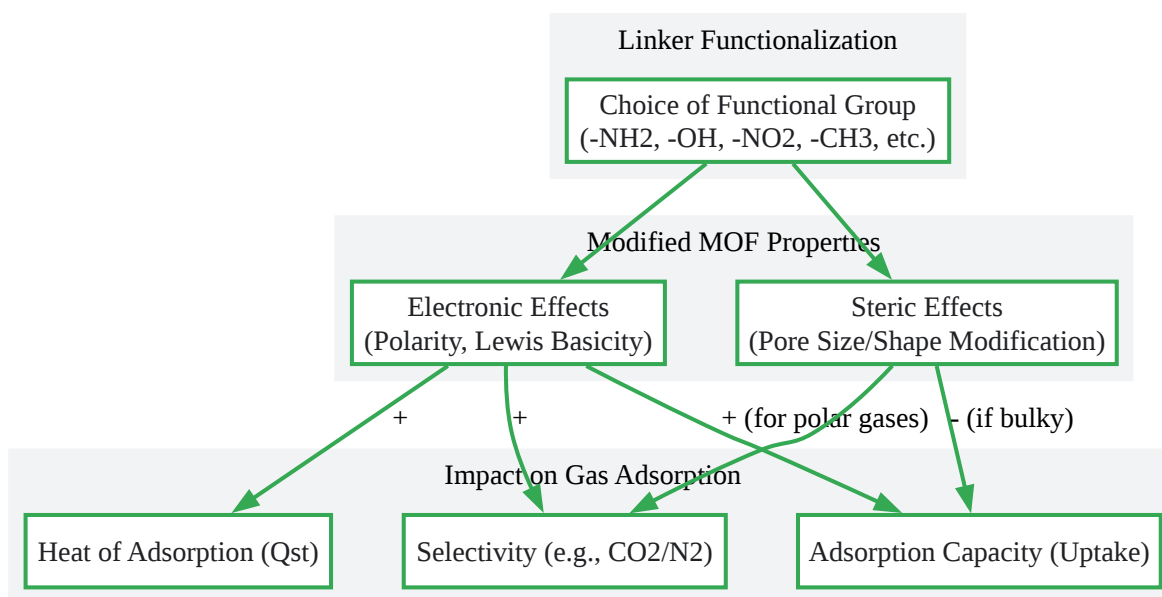 Linker Functionalization
Choice of Functional Group
(-NH2, -OH, -NO2, -CH3, etc.)
Modified MOF Properties
Electronic Effects
(Polarity, Lewis Basicity)
Steric Effects
(Pore Size/Shape Modification)
+
+
+ (for polar gases)
- (if bulky)
Impact on Gas Adsorption
Heat of Adsorption (Qst)
Selectivity (e.g., CO2/N2)
Adsorption Capacity (Uptake)